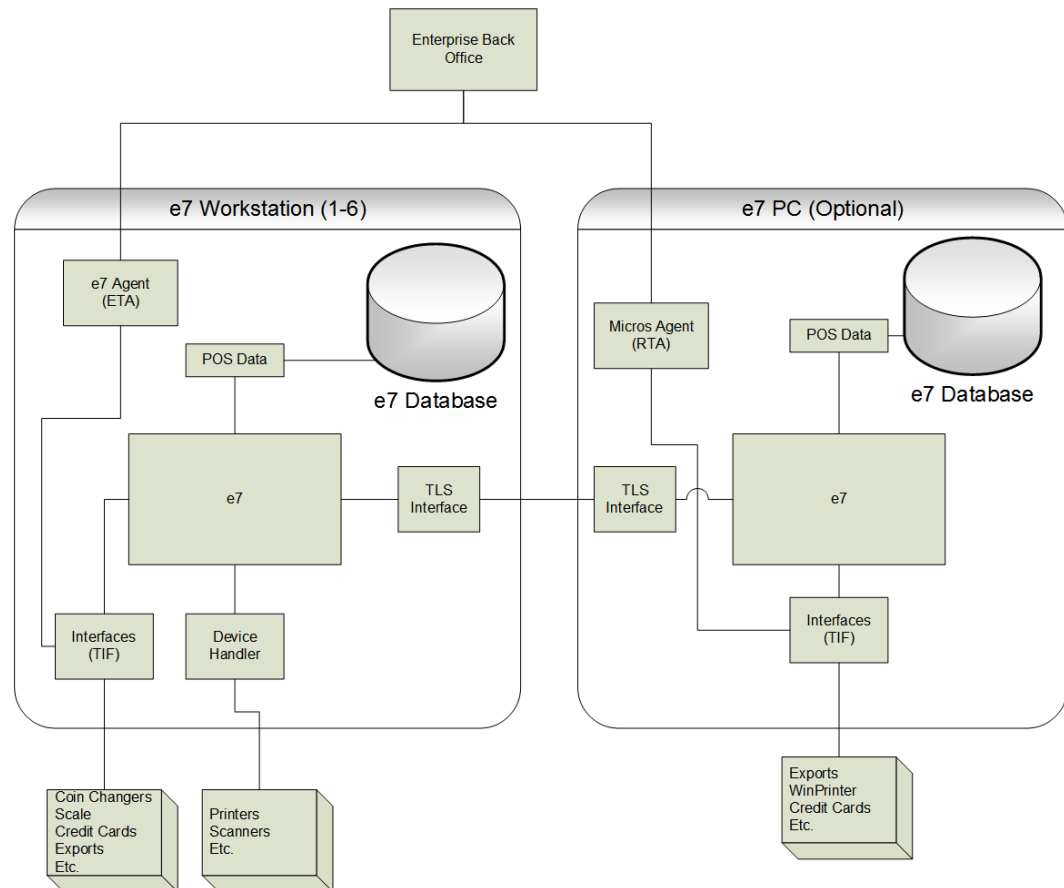 Enterprise Back
Office
e7 Workstation (1-6)
e7 PC (Optional)
e7 Agent
(ETA)
POS Data
e7 Database
Micros Agent
(RTA)
POS Data
e7 Database
e7
TLS
Interface
TLS
Interface
e7
Interfaces
(TIF)
Device
Handler
Interfaces
(TIF)
Coin Changers
Scale
Credit Cards
Exports
Etc.
Printers
Scanners
Etc.
Exports
WinPrinter
Credit Cards
Etc.